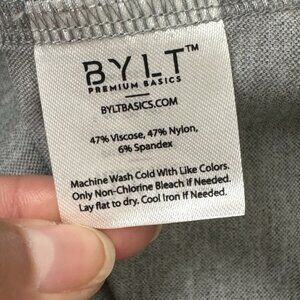 BYLT™
PREMIUM BASICS
BYLTBASICS.COM
47% Viscose, 47% Nylon,
6% Spandex
Machine Wash Cold With Like Colors.
Only Non-Chlorine Bleach if Needed.
Lay flat to dry. Cool Iron if Needed.